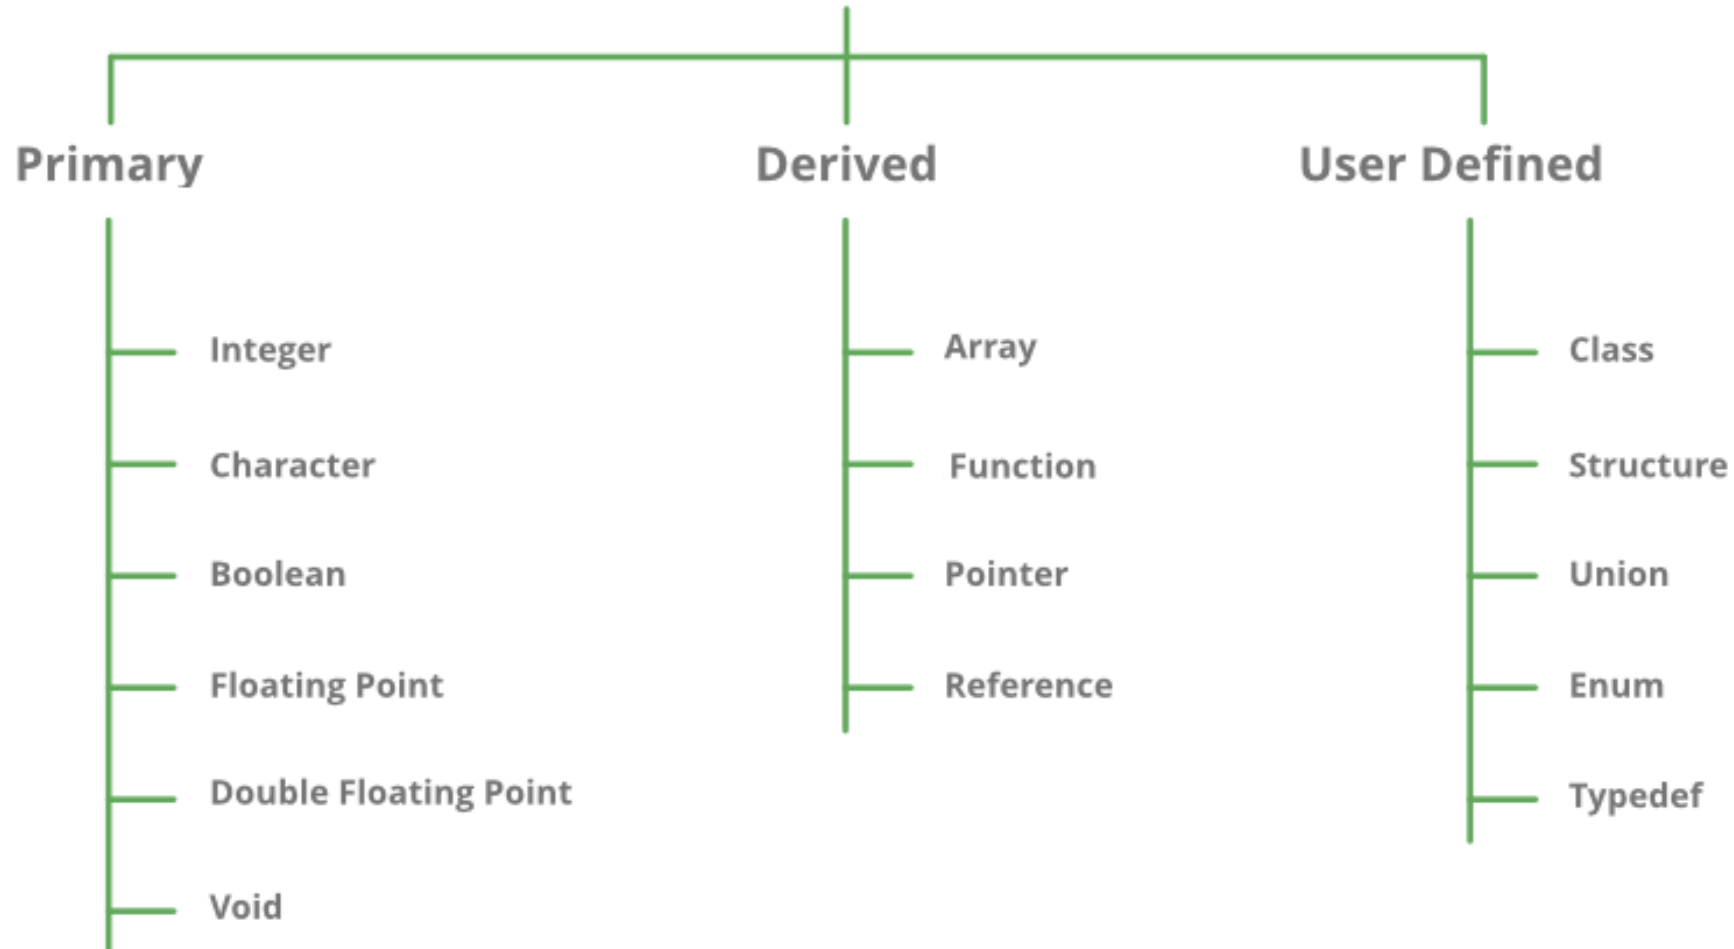 Primary
Integer
Character
Boolean
Floating Point
Double Floating Point
Void
Derived
Array
Function
Pointer
Reference
User Defined
Class
Structure
Union
Enum
Typedef